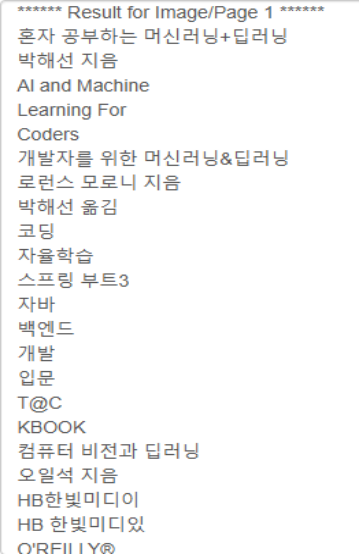 ****** Result for Image/Page 1 ******
혼자 공부하는 머신러닝+딥러닝
박해선 지음
AI and Machine
Learning For
Coders
개발자를 위한 머신러닝&딥러닝
로런스 모로니 지음
박해선 옮김
코딩
자율학습
스프링 부트3
자바
백엔드
개발
입문
T@C
KBOOK
컴퓨터 비전과 딥러닝
오일석 지음
HB한빛미디이
HB 한빛미디있
O'REILLY®